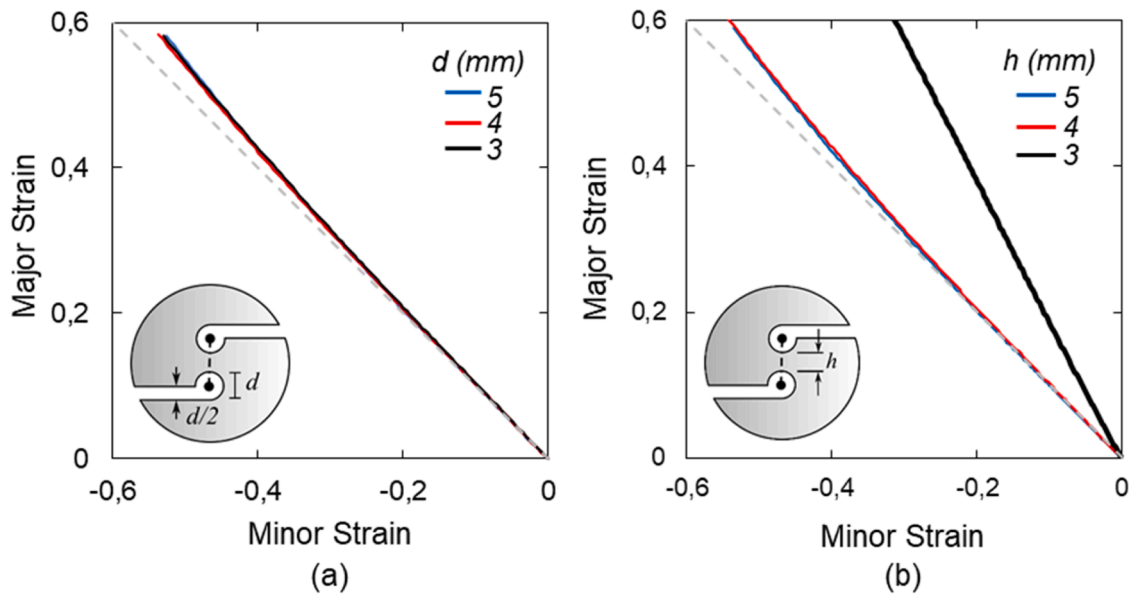 0,6
0,4
0,2
0
Major Strain
d (mm)
5
4
3
d
d/2
-0,6
-0,4
-0,2
0
Minor Strain
(a)
0,6
0,4
0,2
0
Major Strain
h (mm)
5
4
3
h
-0,6
-0,4
-0,2
0
Minor Strain
(b)